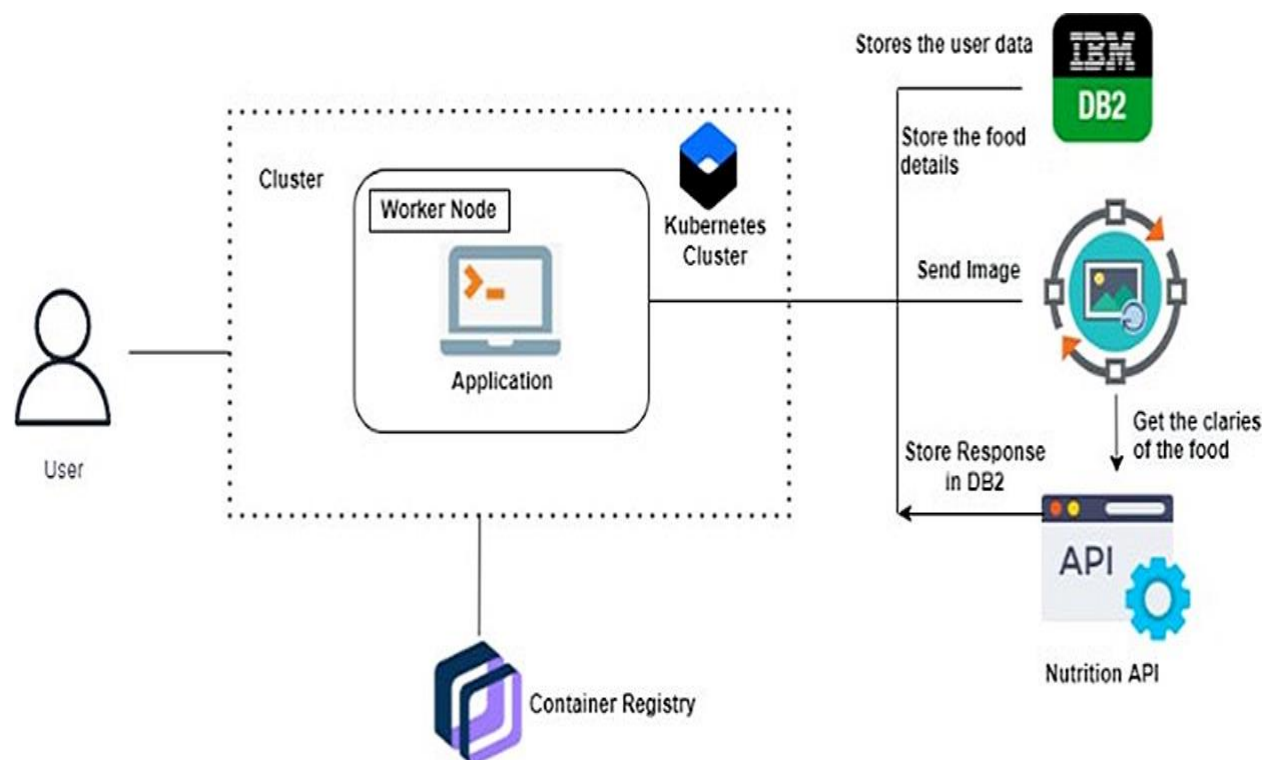 Stores the user data
IBM
DB2
Store the food
details
Cluster
Worker Node
Kubernetes
Cluster
Send Image
Application
User
Get the claries
of the food
Store Response
in DB2
API
Nutrition API
Container Registry